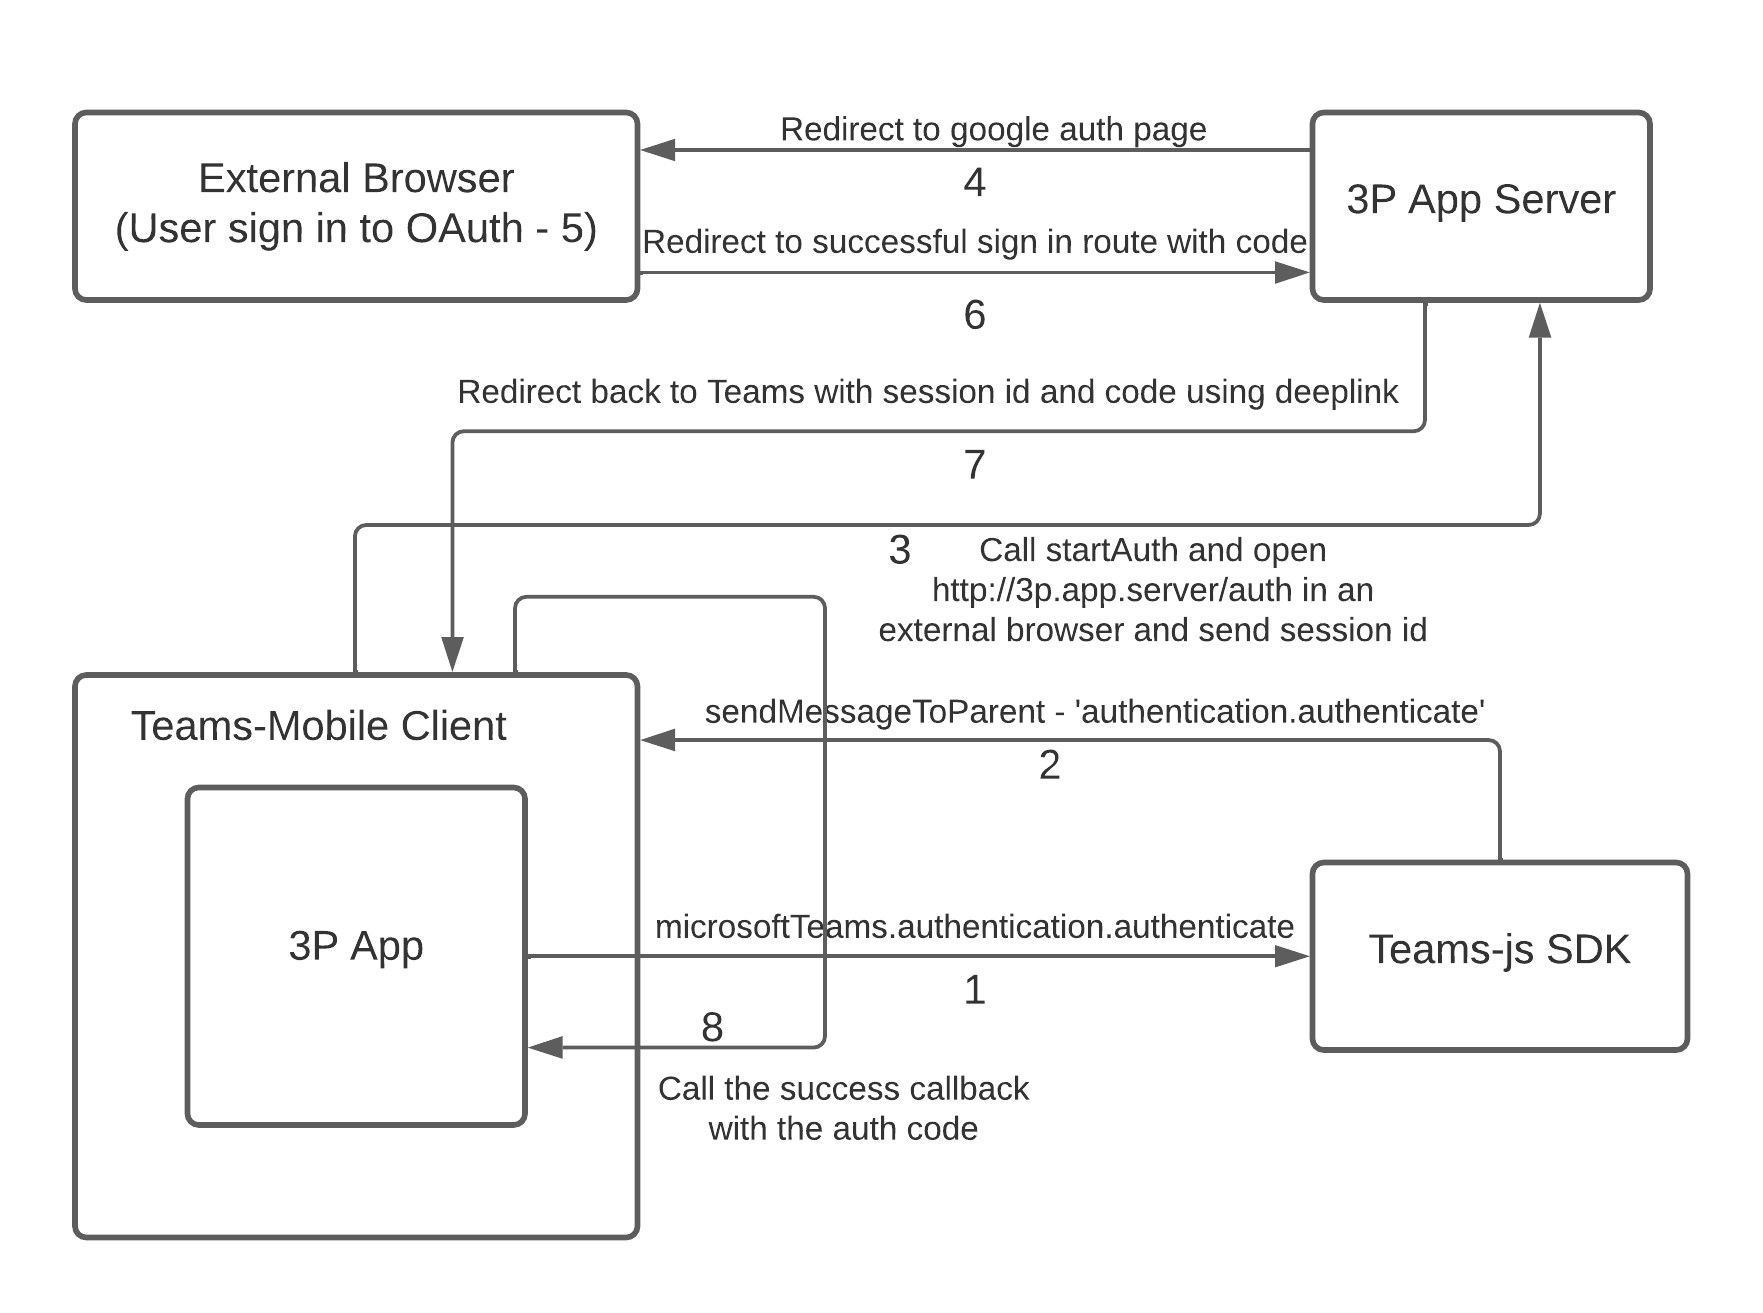 Redirect to google auth page
External Browser
(User sign in to OAuth - 5)
4
3P App Server
Redirect to successful sign in route with code
6
Redirect back to Teams with session id and code using deeplink
7
3
Call startAuth and open
http://3p.app.server/auth in an
external browser and send session id
Teams-Mobile Client
sendMessageToParent - 'authentication.authenticate'
2
3P App
microsoftTeams.authentication.authenticate
Teams-js SDK
1
8
Call the success callback
with the auth code